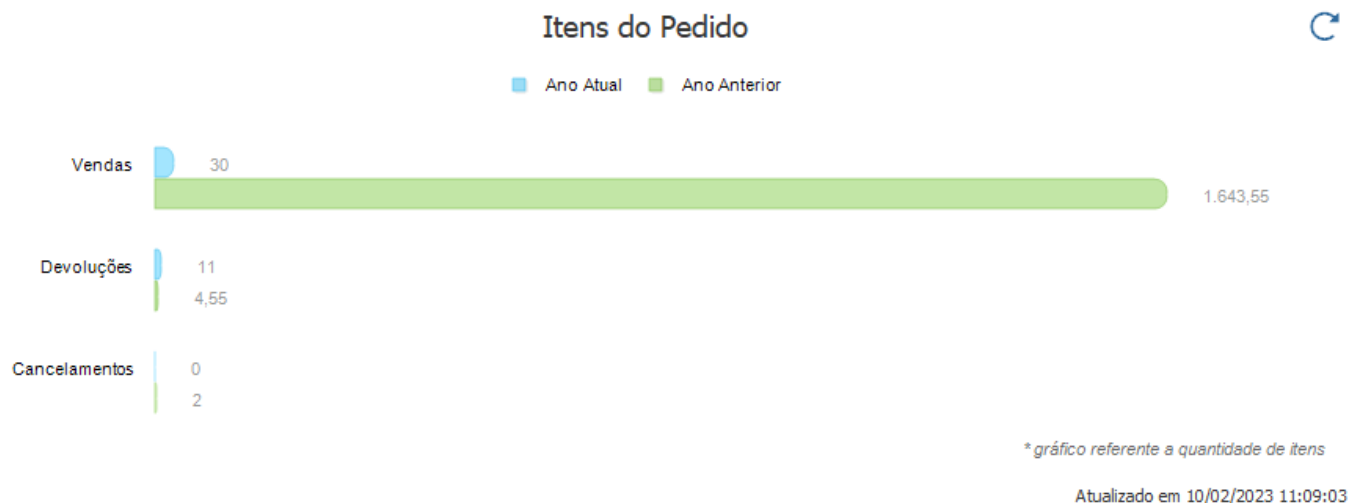 Itens do Pedido
Ano Atual Ano Anterior
Vendas 30
1.643,55
Devoluções 11
4,55
Cancelamentos 0
2
* gráfico referente a quantidade de itens
Atualizado em 10/02/2023 11:09:03